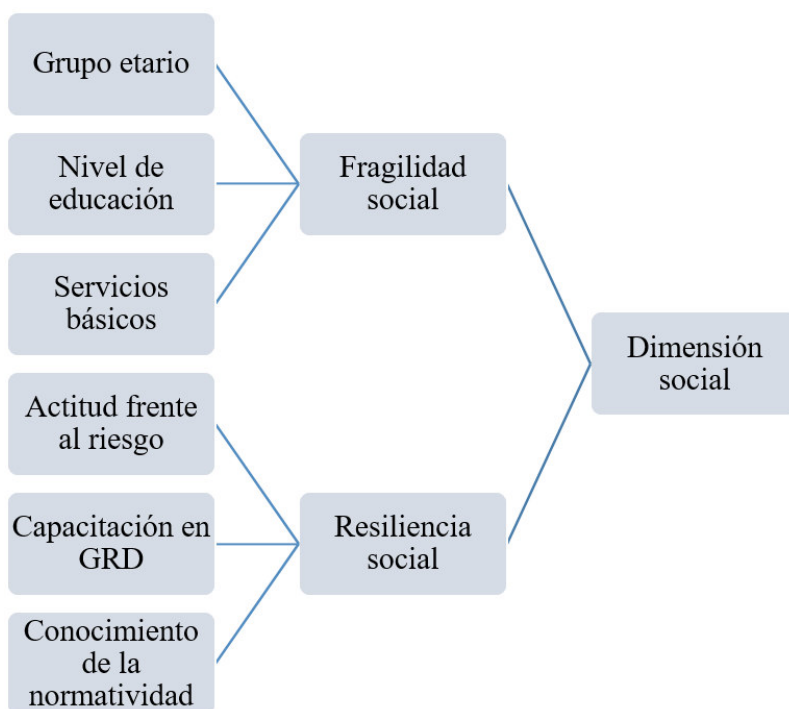 Grupo etario
Nivel de
educación
Servicios
básicos
Fragilidad
social
Actitud frente
al riesgo
Capacitación en
GRD
Conocimiento
de la
normatividad
Resiliencia
social
Dimensión
social